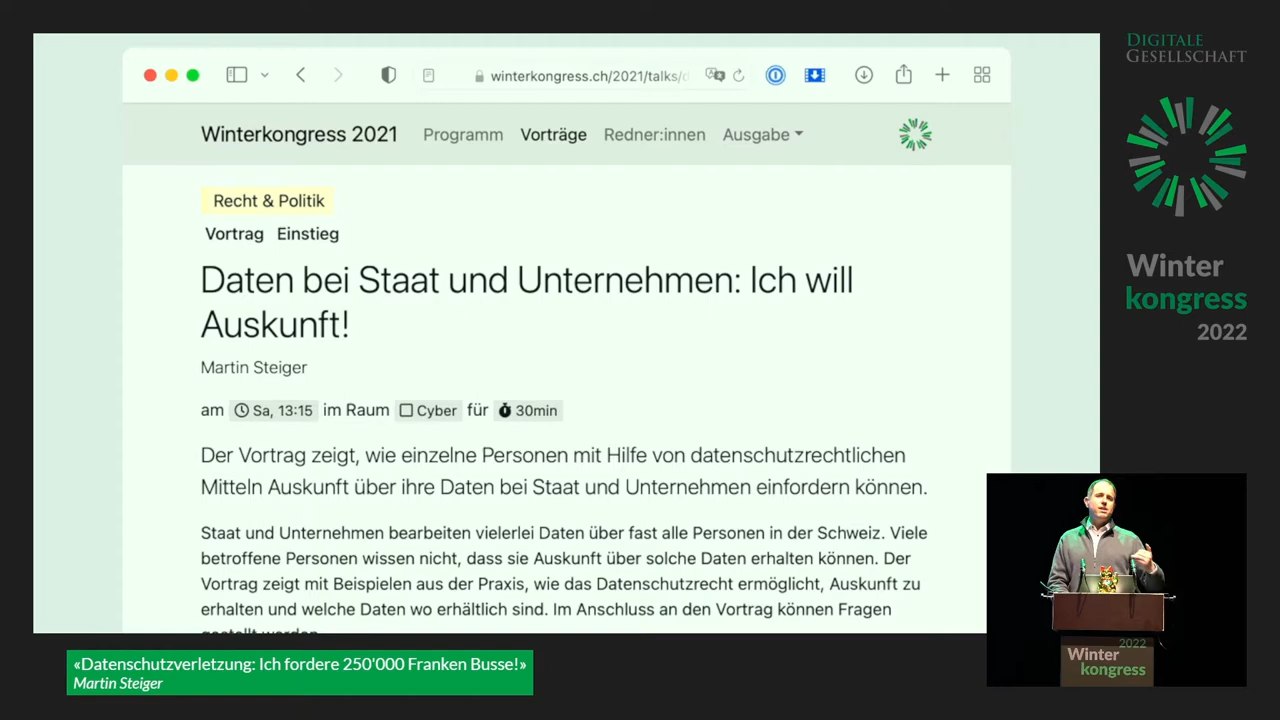 winterkongress.ch/2021/talks/d
Winterkongress 2021 Programm Vorträge Redner:innen Ausgabe
Recht & Politik
Vortrag Einstieg
Daten bei Staat und Unternehmen: Ich will
Auskunft!
Martin Steiger
am Sa, 13:15 im Raum Cyber für 30min
Der Vortrag zeigt, wie einzelne Personen mit Hilfe von datenschutzrechtlichen
Mitteln Auskunft über ihre Daten bei Staat und Unternehmen einfordern können.
Staat und Unternehmen bearbeiten vielerlei Daten über fast alle Personen in der Schweiz. Viele
betroffene Personen wissen nicht, dass sie Auskunft über solche Daten erhalten können. Der
Vortrag zeigt mit Beispielen aus der Praxis, wie das Datenschutzrecht ermöglicht, Auskunft zu
erhalten und welche Daten wo erhältlich sind. Im Anschluss an den Vortrag können Fragen
DIGITALE
GESELLSCHAFT
Winter
kongress
2022
2022
Winter
kongress
«Datenschutzverletzung: Ich fordere 250'000 Franken Busse!»
Martin Steiger